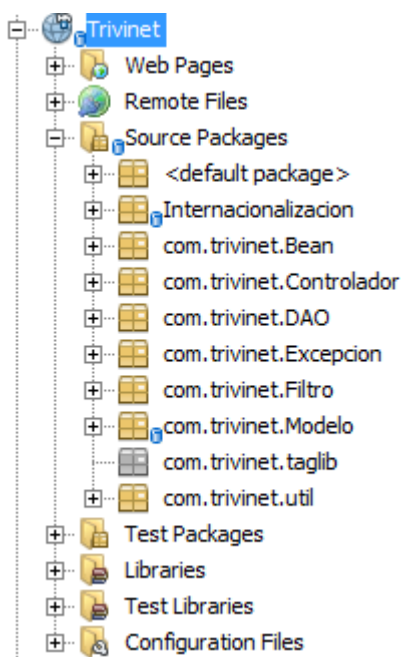 Trivinet
Web Pages
Remote Files
Source Packages
<default package>
Internacionalizacion
com.trivinet.Bean
com.trivinet.Controlador
com.trivinet.DAO
com.trivinet.Excepcion
com.trivinet.Filtro
com.trivinet.Modelo
com.trivinet.taglib
com.trivinet.util
Test Packages
Libraries
Test Libraries
Configuration Files